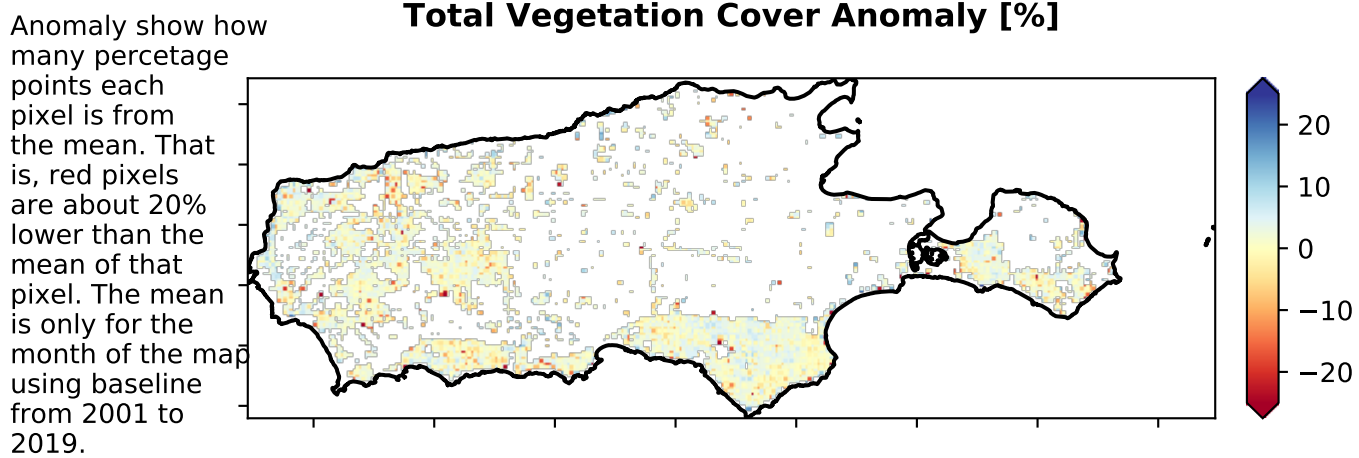 Total Vegetation Cover Anomaly [%]
Anomaly show how
many percetage
points each
pixel is from
the mean. That
is, red pixels
are about 20%
lower than the
mean of that
pixel. The mean
is only for the
month of the map
using baseline
from 2001 to
2019.
20
10
0
−10
−20